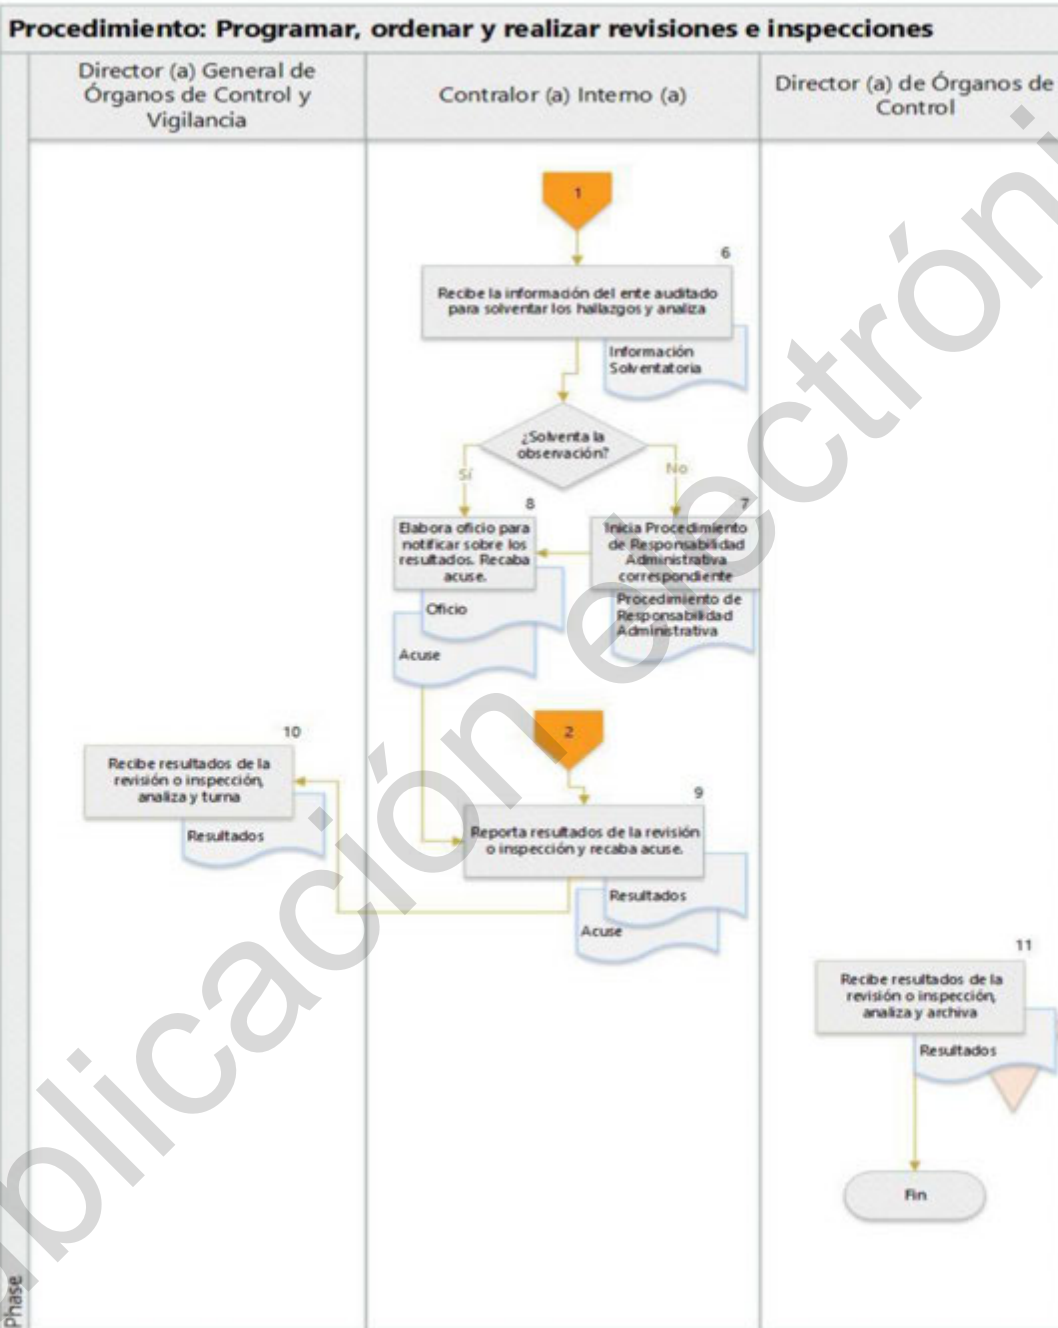 Procedimiento: Programar, ordenar y realizar revisiones e inspecciones
Director (a) General de
Órganos de Control y
Vigilancia
Contralor (a) Interno (a)
Director (a) de Órganos de
Control
1
6
Recibe la información del ente auditado
para solventar los hallazgos y analiza
Información
Solventatoria
¿Solventa la
observación?
Sí
No
8
Elabora oficio para
notificar sobre los
resultados. Recaba
acuse.
Oficio
Acuse
7
Inicia Procedimiento
de Responsabilidad
Administrativa
correspondiente
Procedimiento de
Responsabilidad
Administrativa
2
9
Reporta resultados de la revisión
o inspección y recaba acuse.
Resultados
Acuse
10
Recibe resultados de la
revisión o inspección,
analiza y turna
Resultados
11
Recibe resultados de la
revisión o inspección,
analiza y archiva
Resultados
Fin
Phase
ublicación electróni